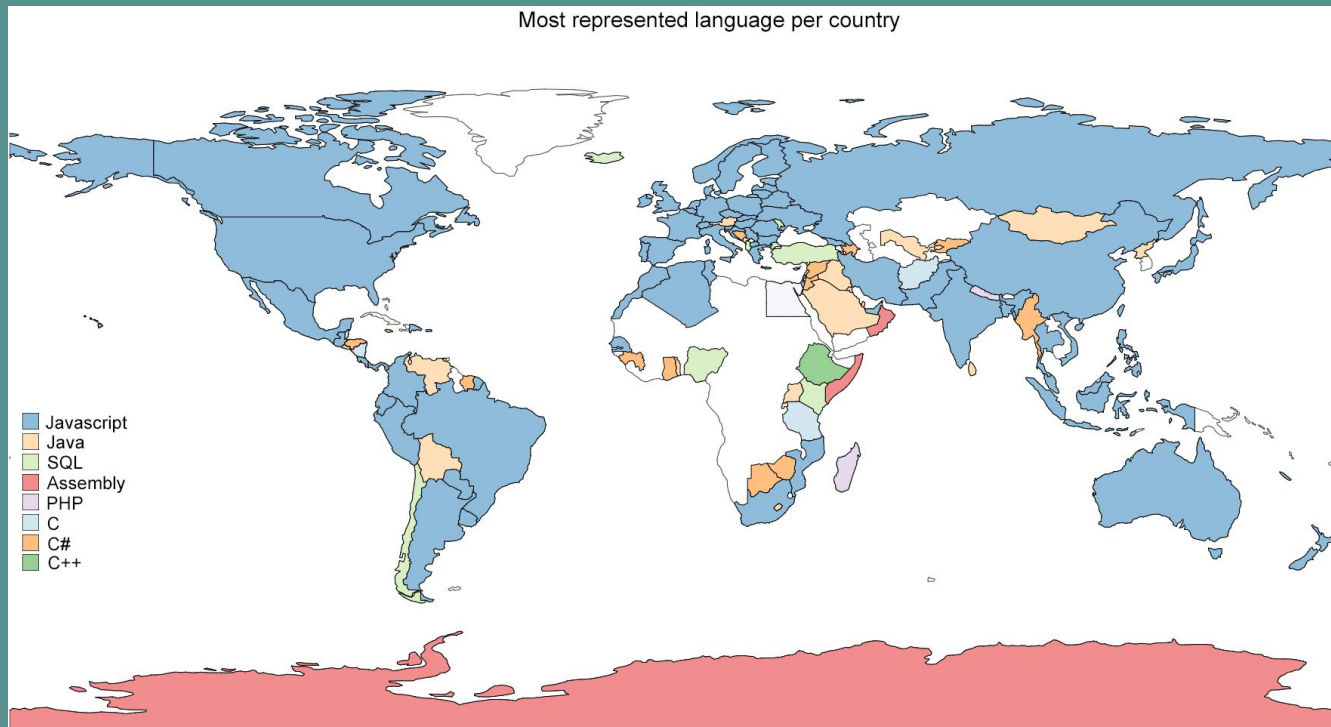 Most represented language per country
Javascript
Java
SQL
Assembly
PHP
C
C#
C++